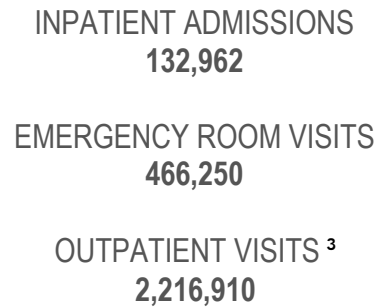 INPATIENT ADMISSIONS
132,962
EMERGENCY ROOM VISITS
466,250
OUTPATIENT VISITS 3
2,216,910